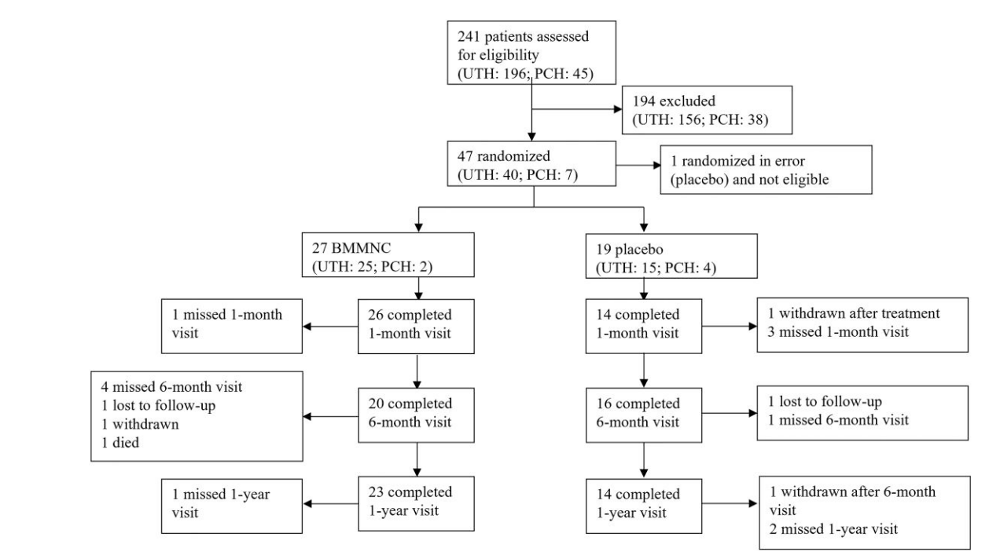 241 patients assessed
for eligibility
(UTH: 196; PCH: 45)
194 excluded
(UTH: 156; PCH: 38)
47 randomized
(UTH: 40; PCH: 7)
1 randomized in error
(placebo) and not eligible
27 BMMNC
(UTH: 25; PCH: 2)
19 placebo
(UTH: 15; PCH: 4)
1 missed 1-month
visit
26 completed
1-month visit
14 completed
1-month visit
1 withdrawn after treatment
3 missed 1-month visit
4 missed 6-month visit
1 lost to follow-up
1 withdrawn
1 died
20 completed
6-month visit
16 completed
6-month visit
1 lost to follow-up
1 missed 6-month visit
1 missed 1-year
visit
23 completed
1-year visit
14 completed
1-year visit
1 withdrawn after 6-month
visit
2 missed 1-year visit